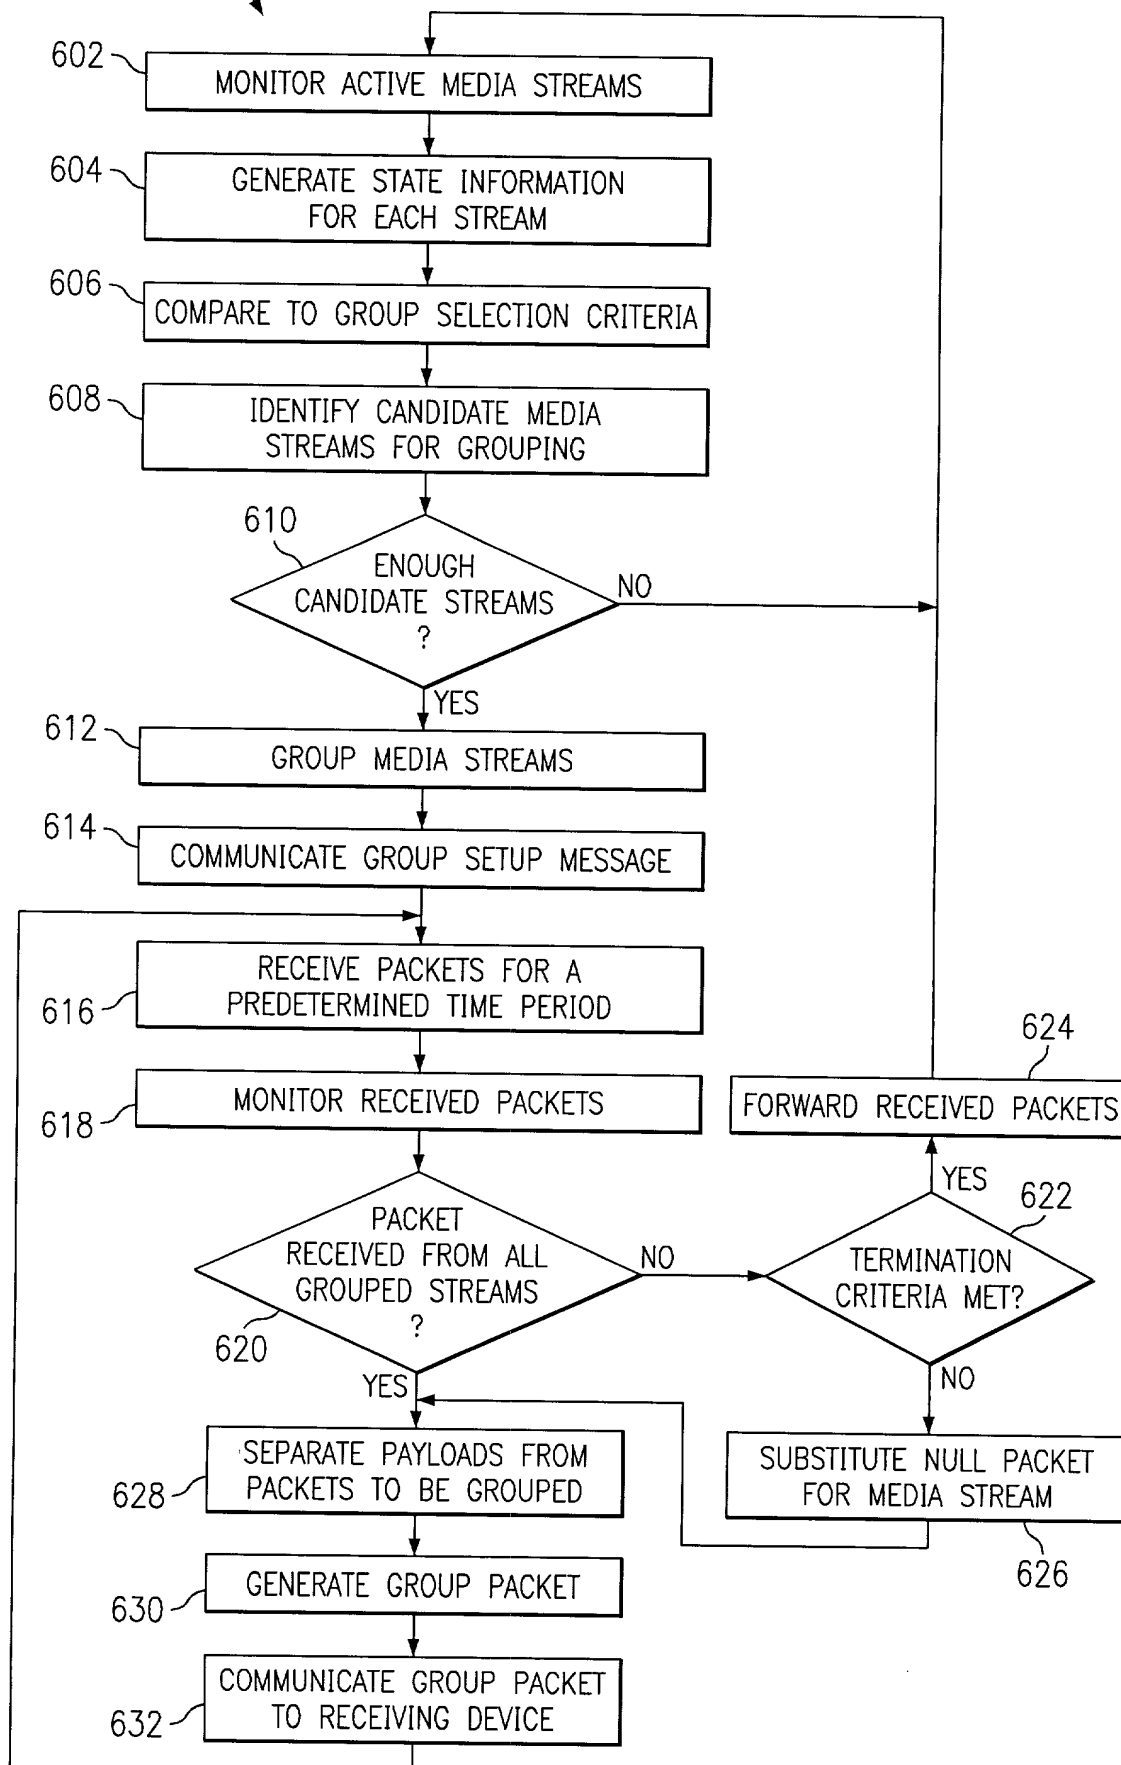 602
MONITOR ACTIVE MEDIA STREAMS
604
GENERATE STATE INFORMATION
FOR EACH STREAM
606
COMPARE TO GROUP SELECTION CRITERIA
608
IDENTIFY CANDIDATE MEDIA
STREAMS FOR GROUPING
610
ENOUGH
CANDIDATE STREAMS
?
NO
YES
612
GROUP MEDIA STREAMS
614
COMMUNICATE GROUP SETUP MESSAGE
RECEIVE PACKETS FOR A
PREDETERMINED TIME PERIOD
616
MONITOR RECEIVED PACKETS
618
624
FORWARD RECEIVED PACKETS
YES
622
PACKET
RECEIVED FROM ALL
GROUPED STREAMS
?
NO
620
YES
TERMINATION
CRITERIA MET?
NO
SEPARATE PAYLOADS FROM
PACKETS TO BE GROUPED
628
SUBSTITUTE NULL PACKET
FOR MEDIA STREAM
626
GENERATE GROUP PACKET
630
COMMUNICATE GROUP PACKET
TO RECEIVING DEVICE
632